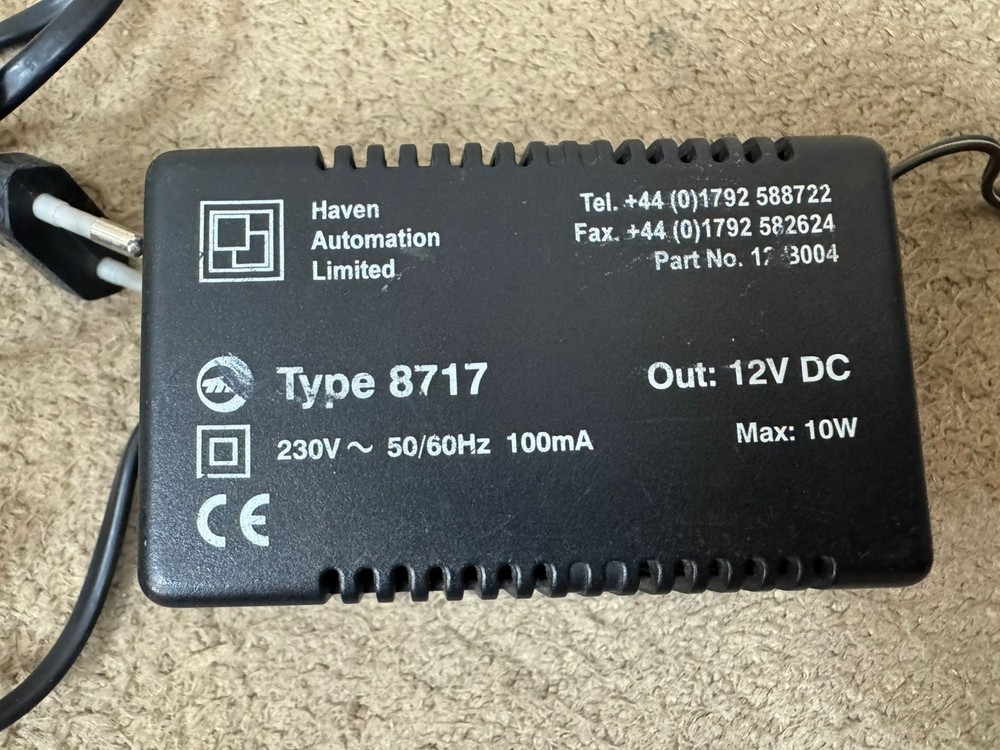 Haven
Automation
Limited
Tel. +44 (0)1792 588722
Fax. +44 (0)1792 582624
Part No.
Type 8717
Out: 12V DC
230V ~ 50/60Hz 100mA
Max: 10W
CE